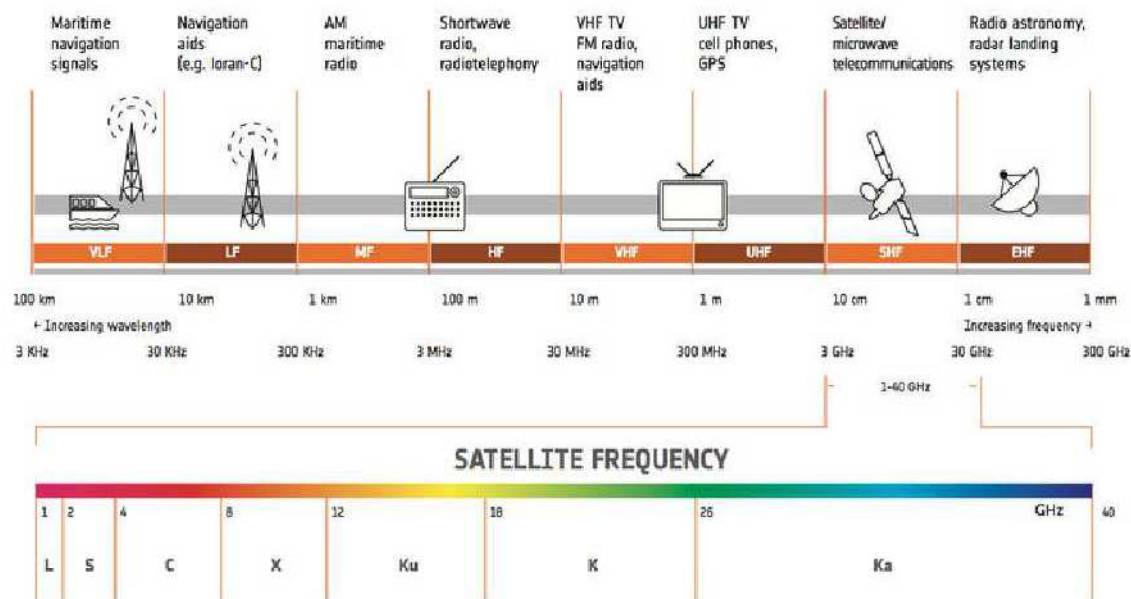 Maritime
navigation
signals
Navigation
aids
(e.g. loran-C)
AM
maritime
radio
Shortwave
radio,
radiotelephony
VHF TV
FM radio,
navigation
aids
UHF TV
cell phones,
GPS
Satellite/
microwave
telecommunications
Radio astronomy,
radar landing
systems
VLF LF MF HF VHF UHF SHF EHF
100 km 10 km 1 km 100 m 10 m 1 m 10 cm 1 cm 1 mm
← Increasing wavelength Increasing frequency →
3 KHz 30 KHz 300 KHz 3 MHz 30 MHz 300 MHz 3 GHz 30 GHz 300 GHz
1-40 GHz
SATELLITE FREQUENCY
1 2 4 8 12 18 26 GHz 40
L S C X Ku K Ka